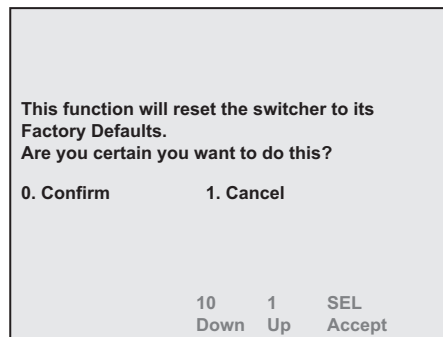 This function will reset the switcher to its
Factory Defaults.
Are you certain you want to do this?
0. Confirm 1. Cancel
10 1 SEL
Down Up Accept